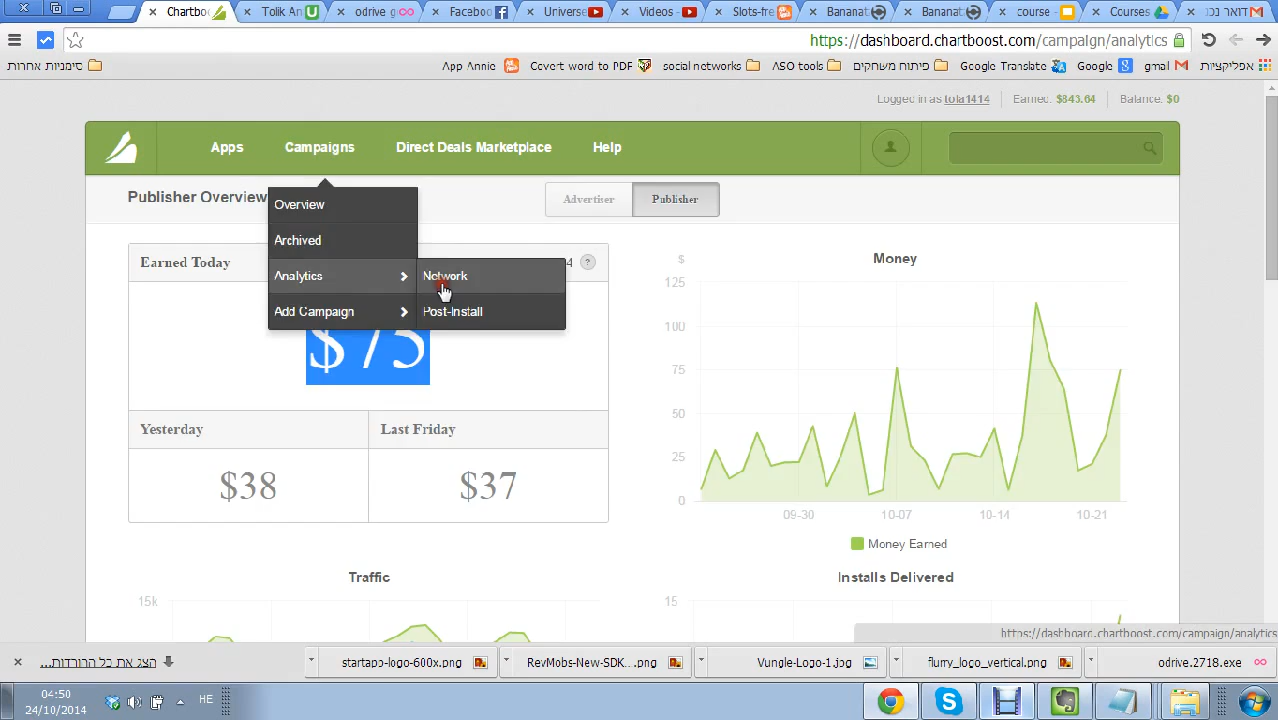 Chartbo
Tolik An
odrive g
Facebo
Universe
Videos -
Slots-fre
Bananat
Bananat
course -
Courses
דואר נכנ
https://dashboard.chartboost.com/campaign/analytics
סימניות אחרות
App Annie
Covert word to PDF
social networks
ASO tools
פיתוח משחקים
Google Translate
Google
gmal
אפליקציות
Logged in as tola1414
Earned: $843.64
Balance: $0
Apps
Campaigns
Direct Deals Marketplace
Help
Publisher Overview
Advertiser
Publisher
Overview
Archived
Analytics
Add Campaign
Network
Post-Install
Earned Today
4 ?
$75
Yesterday
Last Friday
$38
$37
Money
$
125
100
75
50
25
0
09-30
10-07
10-14
10-21
Money Earned
Traffic
15k
Installs Delivered
15
https://dashboard.chartboost.com/campaign/analytics
הצג את כל ההורדות...
startapp-logo-600x.png
RevMobs-New-SDK....png
Vungle-Logo-1.jpg
flurry_logo_vertical.png
odrive.2718.exe
04:50
24/10/2014
HE